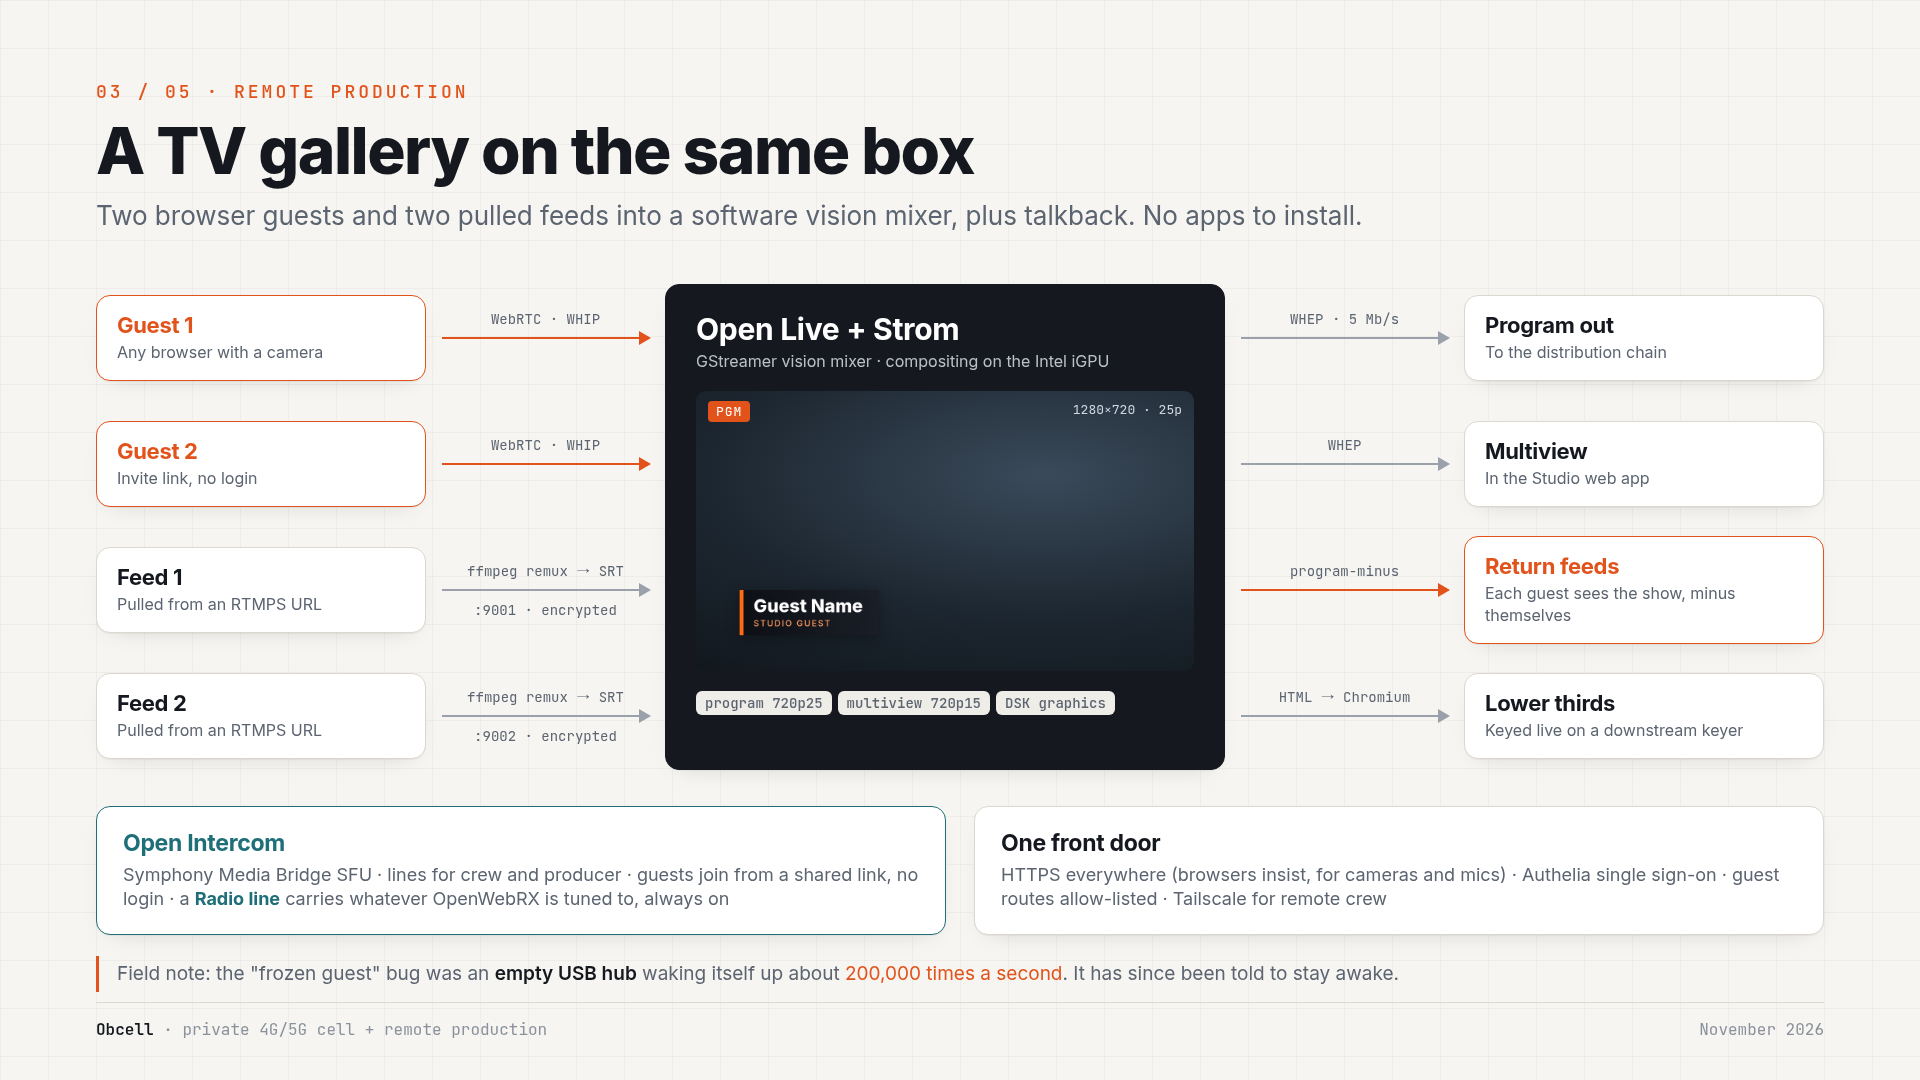 03 / 05 · REMOTE PRODUCTION
A TV gallery on the same box
Two browser guests and two pulled feeds into a software vision mixer, plus talkback. No apps to install.
Guest 1
Any browser with a camera
WebRTC · WHIP
Guest 2
Invite link, no login
WebRTC · WHIP
Feed 1
Pulled from an RTMPS URL
ffmpeg remux → SRT
:9001 · encrypted
Feed 2
Pulled from an RTMPS URL
ffmpeg remux → SRT
:9002 · encrypted
Open Live + Strom
GStreamer vision mixer · compositing on the Intel iGPU
PGM
1280×720 · 25p
Guest Name
STUDIO GUEST
program 720p25
multiview 720p15
DSK graphics
WHEP · 5 Mb/s
Program out
To the distribution chain
WHEP
Multiview
In the Studio web app
program-minus
Return feeds
Each guest sees the show, minus
themselves
HTML → Chromium
Lower thirds
Keyed live on a downstream keyer
Open Intercom
Symphony Media Bridge SFU · lines for crew and producer · guests join from a shared link, no
login · a Radio line carries whatever OpenWebRX is tuned to, always on
One front door
HTTPS everywhere (browsers insist, for cameras and mics) · Authelia single sign-on · guest
routes allow-listed · Tailscale for remote crew
Field note: the "frozen guest" bug was an empty USB hub waking itself up about 200,000 times a second. It has since been told to stay awake.
Obcell · private 4G/5G cell + remote production
November 2026